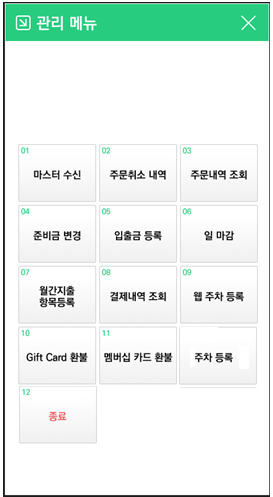 관리 메뉴
01
마스터 수신
02
주문취소 내역
03
주문내역 조회
04
준비금 변경
05
입출금 등록
06
일 마감
07
월간지출
항목등록
08
결제내역 조회
09
웹 주차 등록
10
Gift Card 환불
11
멤버십 카드 환불
주차 등록
12
종료